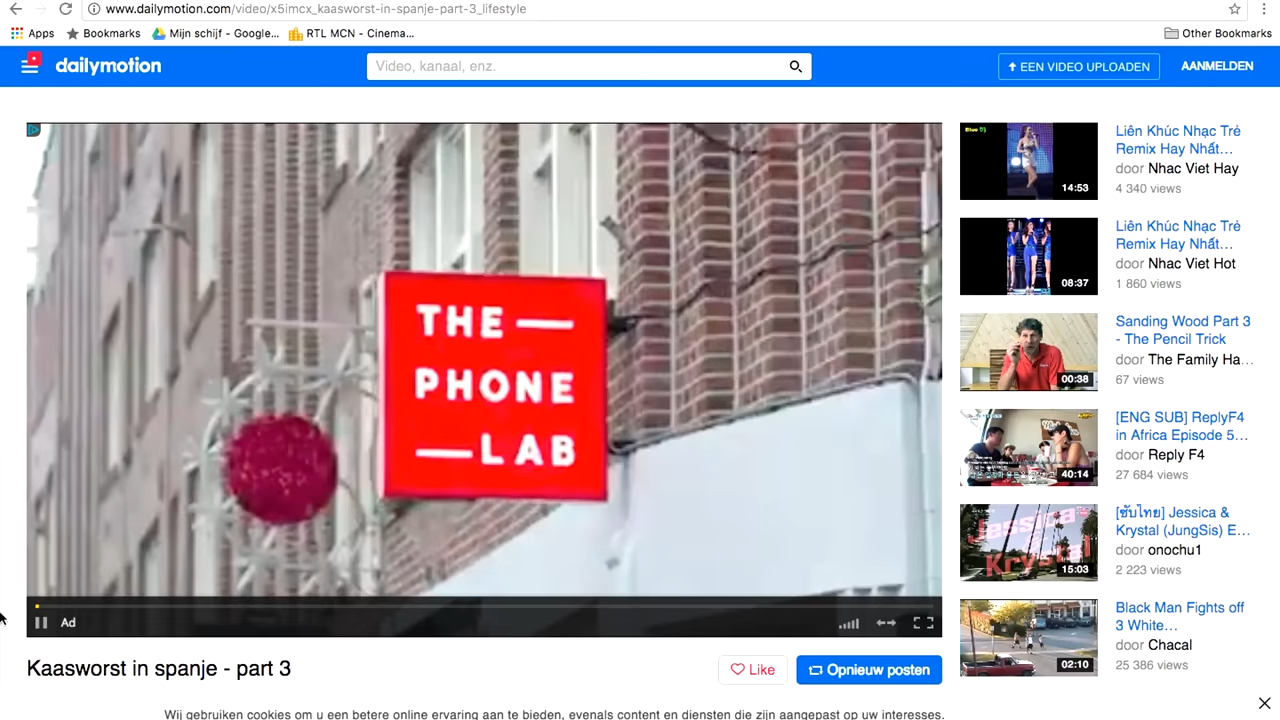 www.dailymotion.com/video/x5imcx_kaasworst-in-spanje-part-3_lifestyle
Apps
Bookmarks
Mijn schijf - Google...
RTL MCN - Cinema...
Other Bookmarks
dailymotion
Video, kanaal, enz.
EEN VIDEO UPLOADEN
AANMELDEN
THE
PHONE
LAB
Ad
Kaasworst in spanje - part 3
Like
Opnieuw posten
14:53
Liên Khúc Nhạc Trẻ
Remix Hay Nhất...
door Nhac Viet Hay
4 340 views
08:37
Liên Khúc Nhạc Trẻ
Remix Hay Nhất...
door Nhac Viet Hot
1 860 views
00:38
Sanding Wood Part 3
- The Pencil Trick
door The Family Ha...
67 views
40:14
[ENG SUB] ReplyF4
in Africa Episode 5...
door Reply F4
27 684 views
Jessica
Krystal
15:03
[ซับไทย] Jessica &
Krystal (JungSis) E...
door onochu1
2 223 views
02:10
Black Man Fights off
3 White...
door Chacal
25 386 views
Wij gebruiken cookies om u een betere online ervaring aan te bieden, evenals content en diensten die zijn aangepast op uw interesses.